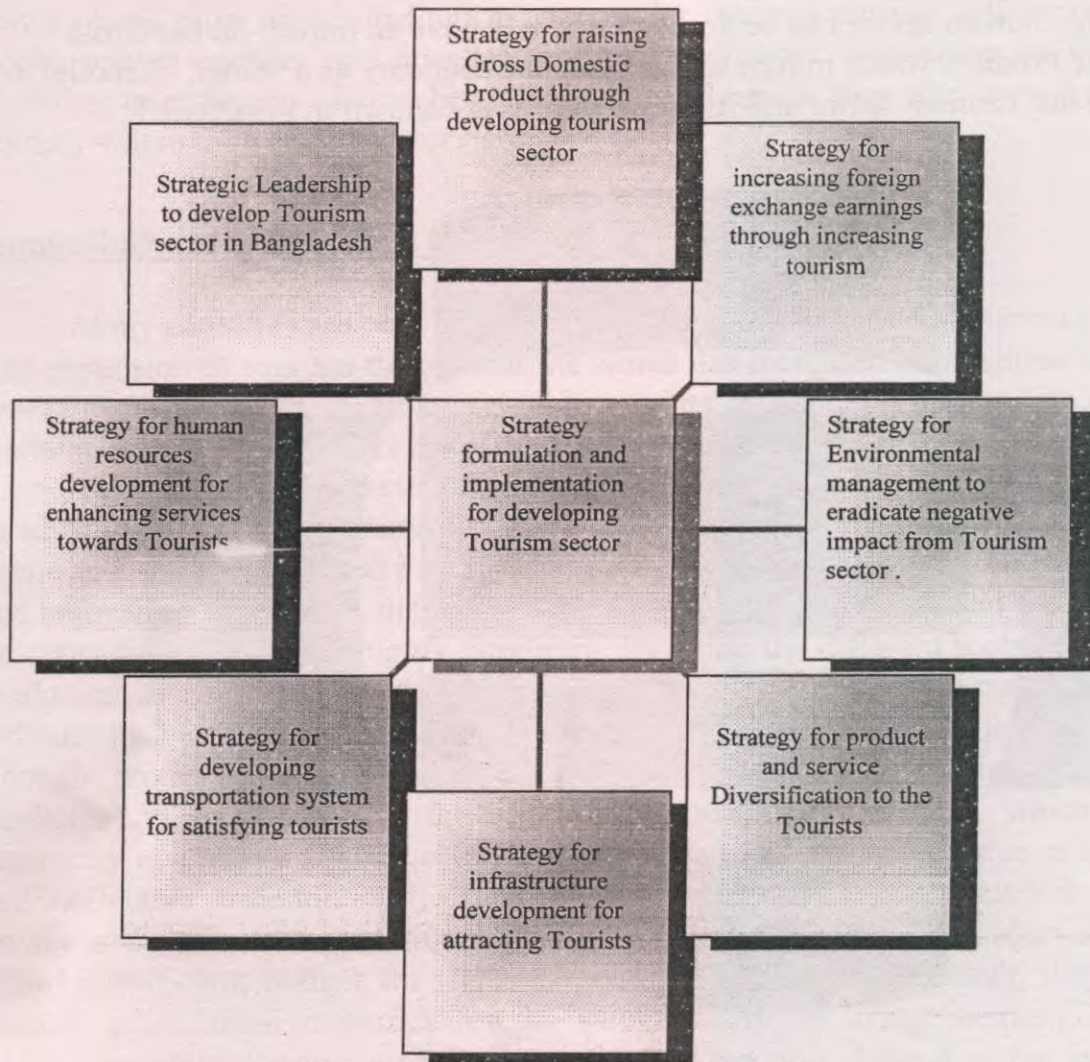 Strategy for raising
Gross Domestic
Product through
developing tourism
sector
Strategic Leadership
to develop Tourism
sector in Bangladesh
Strategy for
increasing foreign
exchange earnings
through increasing
tourism
Strategy for human
resources
development for
enhancing services
towards Tourists
Strategy
formulation and
implementation
for developing
Tourism sector
Strategy for
Environmental
management to
eradicate negative
impact from Tourism
sector .
Strategy for
developing
transportation system
for satisfying tourists
Strategy for
infrastructure
development for
attracting Tourists
Strategy for product
and service
Diversification to the
Tourists